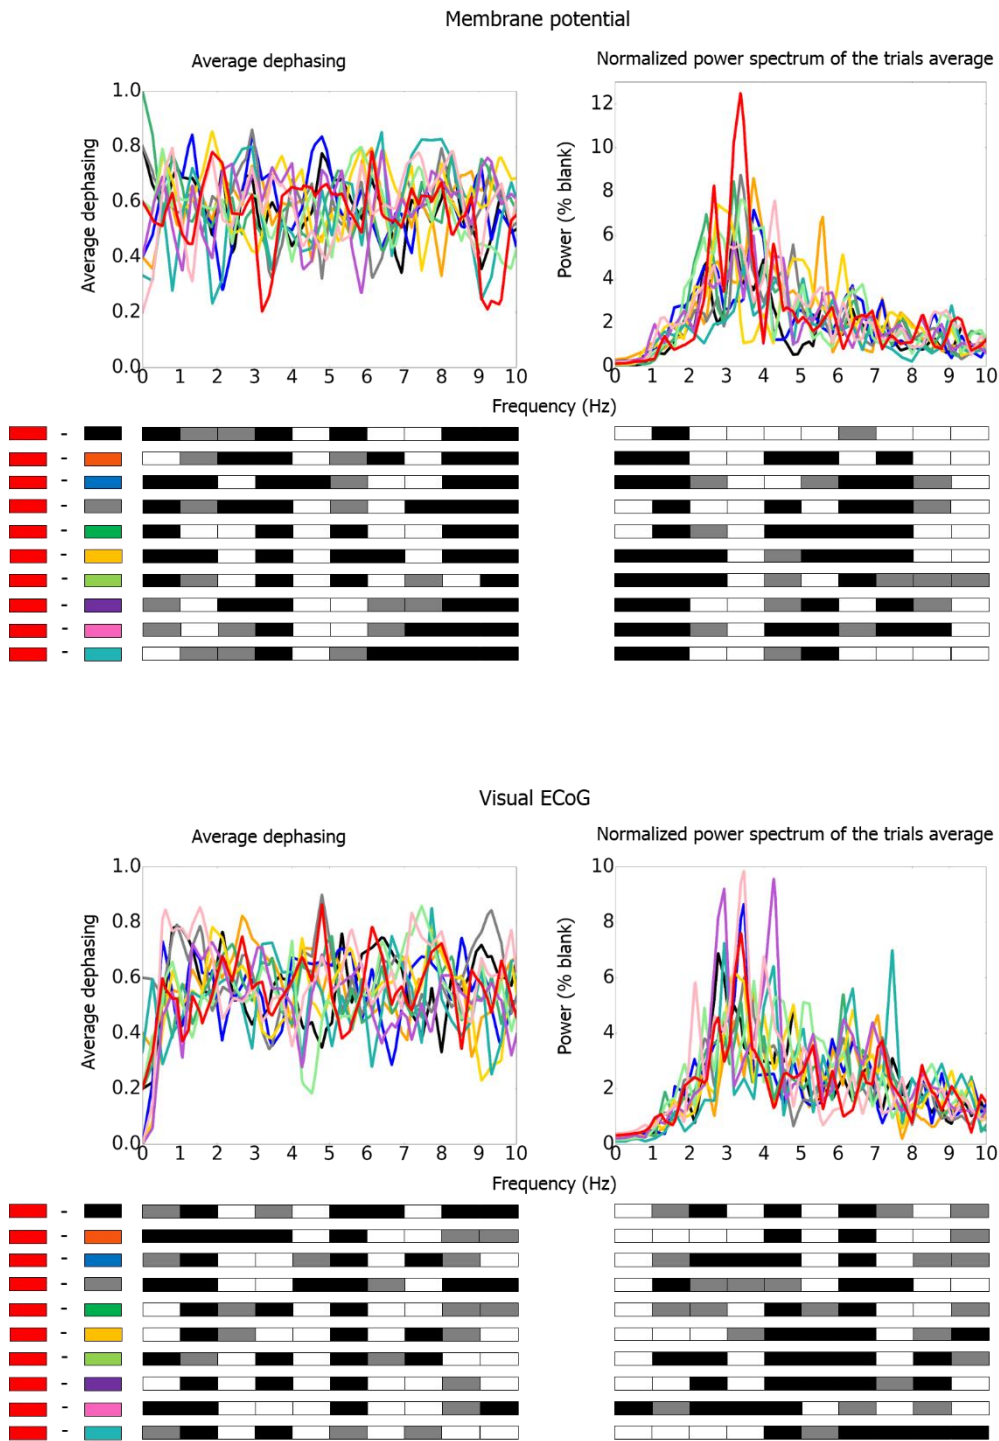 Membrane potential
Average dephasing
Normalized power spectrum of the trials average
Average dephasing
1.0
0.8
0.6
0.4
0.2
0.0
0 1 2 3 4 5 6 7 8 9 10
Power (% blank)
12
10
8
6
4
2
0
0 1 2 3 4 5 6 7 8 9 10
Frequency (Hz)
-
-
-
-
-
-
-
-
-
-
Visual ECoG
Average dephasing
Normalized power spectrum of the trials average
Average dephasing
1.0
0.8
0.6
0.4
0.2
0.0
0 1 2 3 4 5 6 7 8 9 10
Power (% blank)
10
8
6
4
2
0
0 1 2 3 4 5 6 7 8 9 10
Frequency (Hz)
-
-
-
-
-
-
-
-
-
-